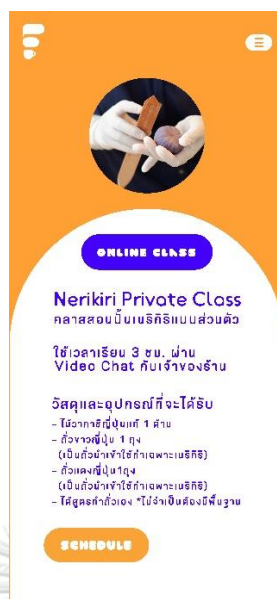 ONLINE CLASS
Nerikiri Private Class
คลาสสอนปั้นเนริกิริแบบส่วนตัว
ใช้เวลาเรียน 3 ชม. ผ่าน
Video Chat กับเจ้าของร้าน
วัสดุและอุปกรณ์ที่จะได้รับ
- ไม้วากาชิญี่ปุ่นแท้ 1 ด้าม
- ถั่วขาวญี่ปุ่น 1 ถุง
(เป็นถั่วนำเข้าใช้ทำเฉพาะเนริกิริ)
- ถั่วแดงญี่ปุ่น1ถุง
(เป็นถั่วนำเข้าใช้ทำเฉพาะเนริกิริ)
- ได้สูตรทำถั่วเอง *ไม่จำเป็นต้องมีพื้นฐาน
SCHEDULE